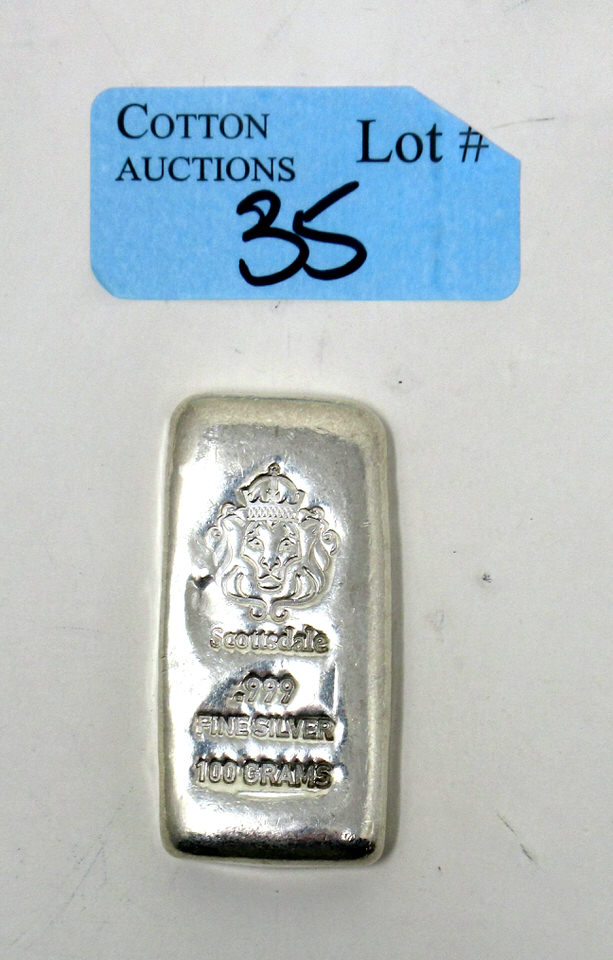 COTTON AUCTIONS
Lot #
35
Scottsdale
.999
FINE SILVER
100 GRAMS